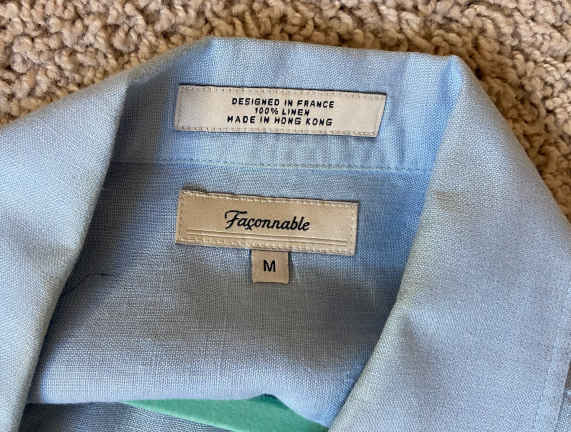 DESIGNED IN FRANCE
100% LINEN
MADE IN HONG KONG
Façonnable
M